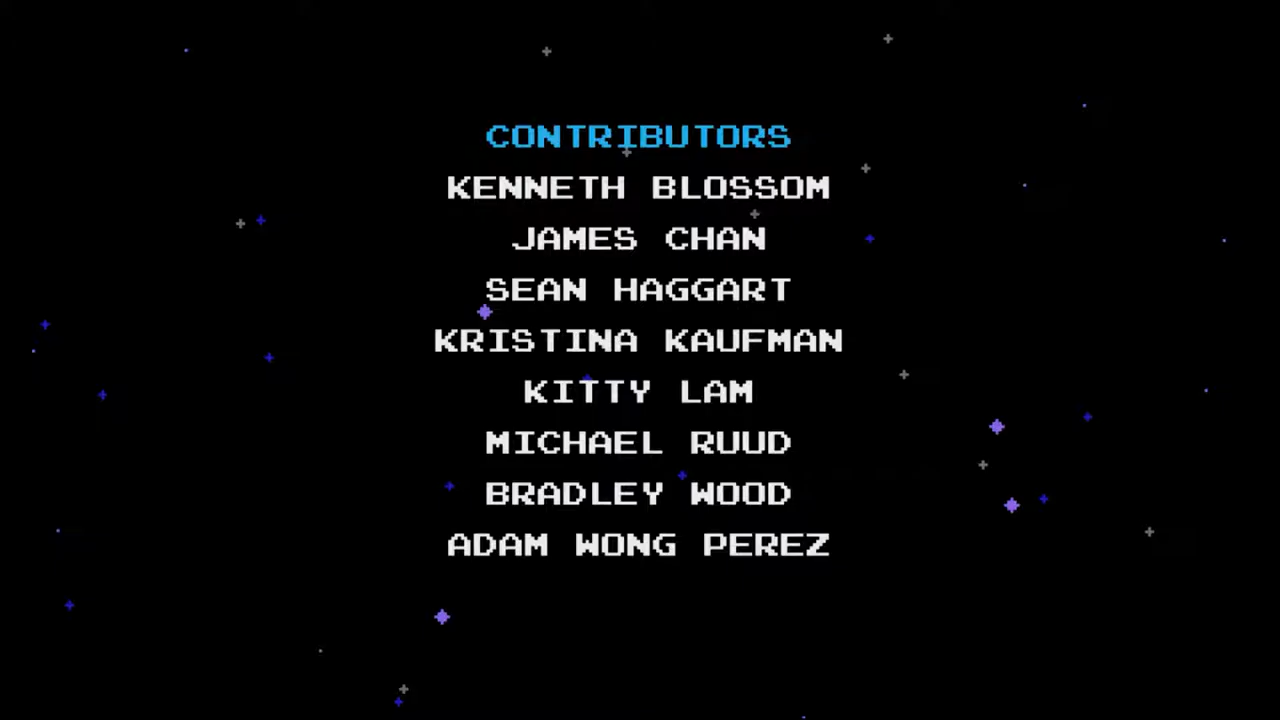 CONTRIBUTORS
KENNETH BLOSSOM
JAMES CHAN
SEAN HAGGART
KRISTINA KAUFMAN
KITTY LAM
MICHAEL RUUD
BRADLEY WOOD
ADAM WONG PEREZ